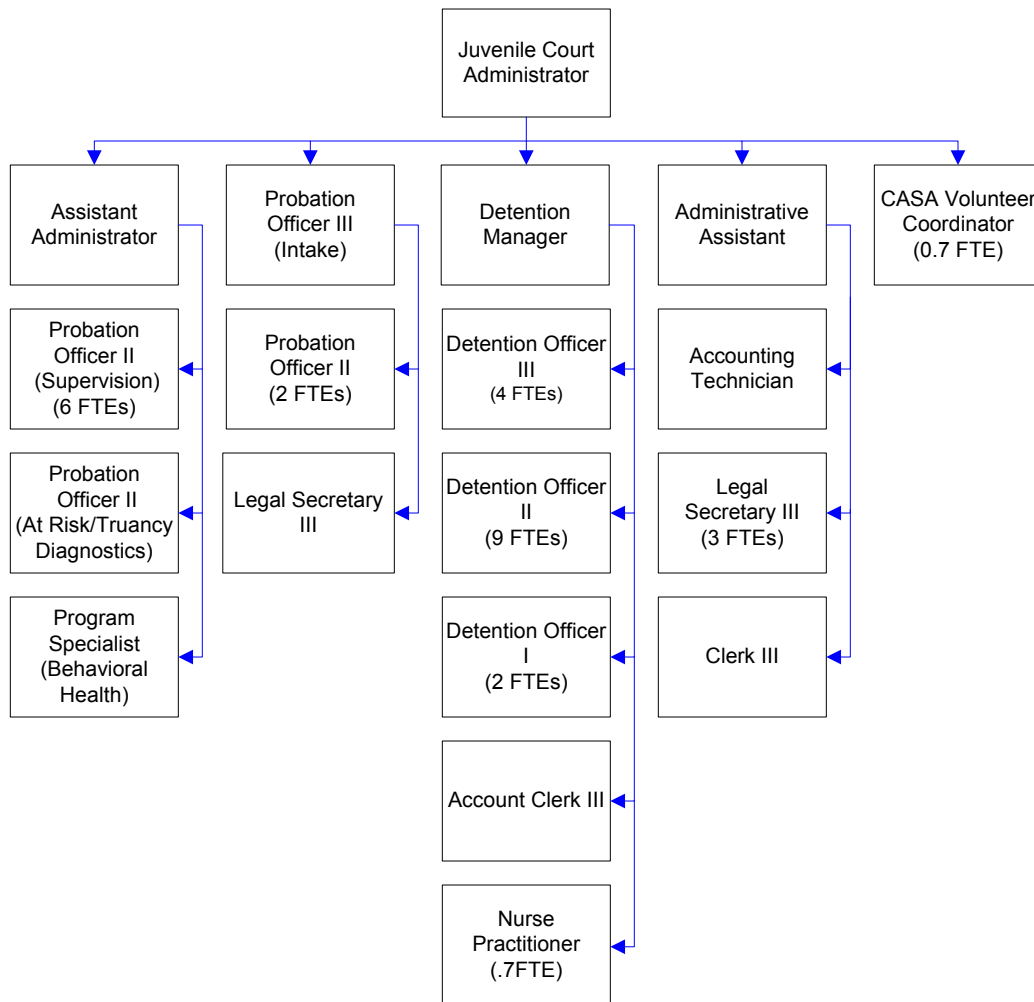 Juvenile Court
Administrator
Assistant
Administrator
Probation
Officer III
(Intake)
Detention
Manager
Administrative
Assistant
CASA Volunteer
Coordinator
(0.7 FTE)
Probation
Officer II
(Supervision)
(6 FTEs)
Probation
Officer II
(2 FTEs)
Detention Officer
III
(4 FTEs)
Accounting
Technician
Probation
Officer II
(At Risk/Truancy
Diagnostics)
Legal Secretary
III
Detention Officer
II
(9 FTEs)
Legal
Secretary III
(3 FTEs)
Program
Specialist
(Behavioral
Health)
Detention Officer
I
(2 FTEs)
Clerk III
Account Clerk III
Nurse
Practitioner
(.7FTE)